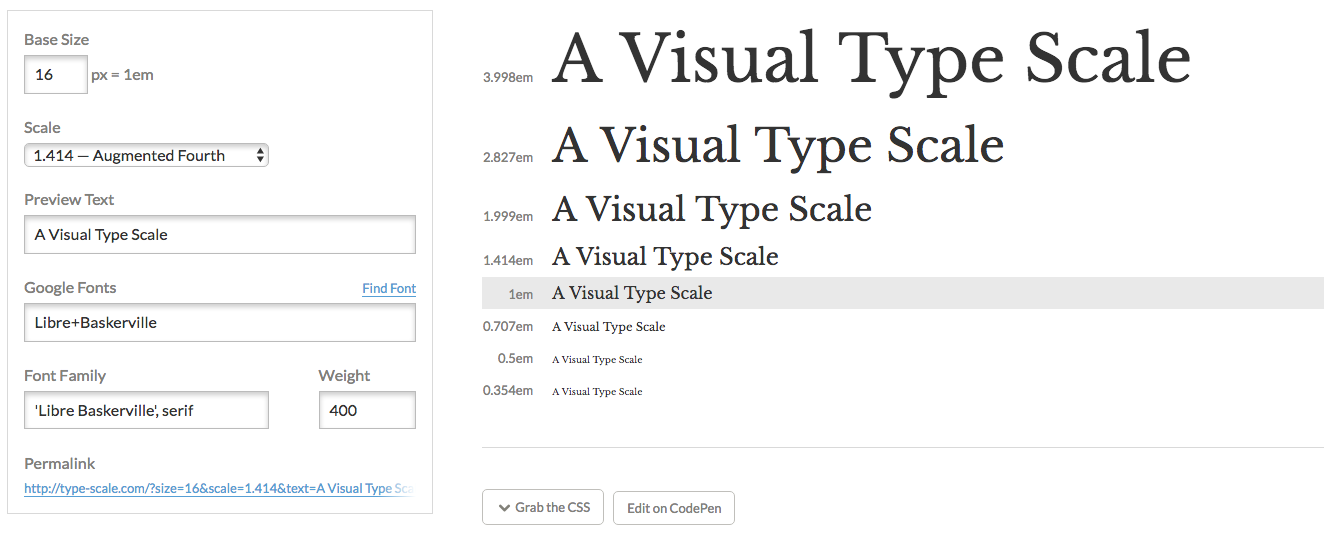 Base Size
16 px = 1em
Scale
1.414 — Augmented Fourth
Preview Text
A Visual Type Scale
Google Fonts Find Font
Libre+Baskerville
Font Family Weight
'Libre Baskerville', serif 400
Permalink
http://type-scale.com/?size=16&scale=1.414&text=A Visual Type Sca
3.998em A Visual Type Scale
2.827em A Visual Type Scale
1.999em A Visual Type Scale
1.414em A Visual Type Scale
1em A Visual Type Scale
0.707em A Visual Type Scale
0.5em A Visual Type Scale
0.354em A Visual Type Scale
Grab the CSS Edit on CodePen